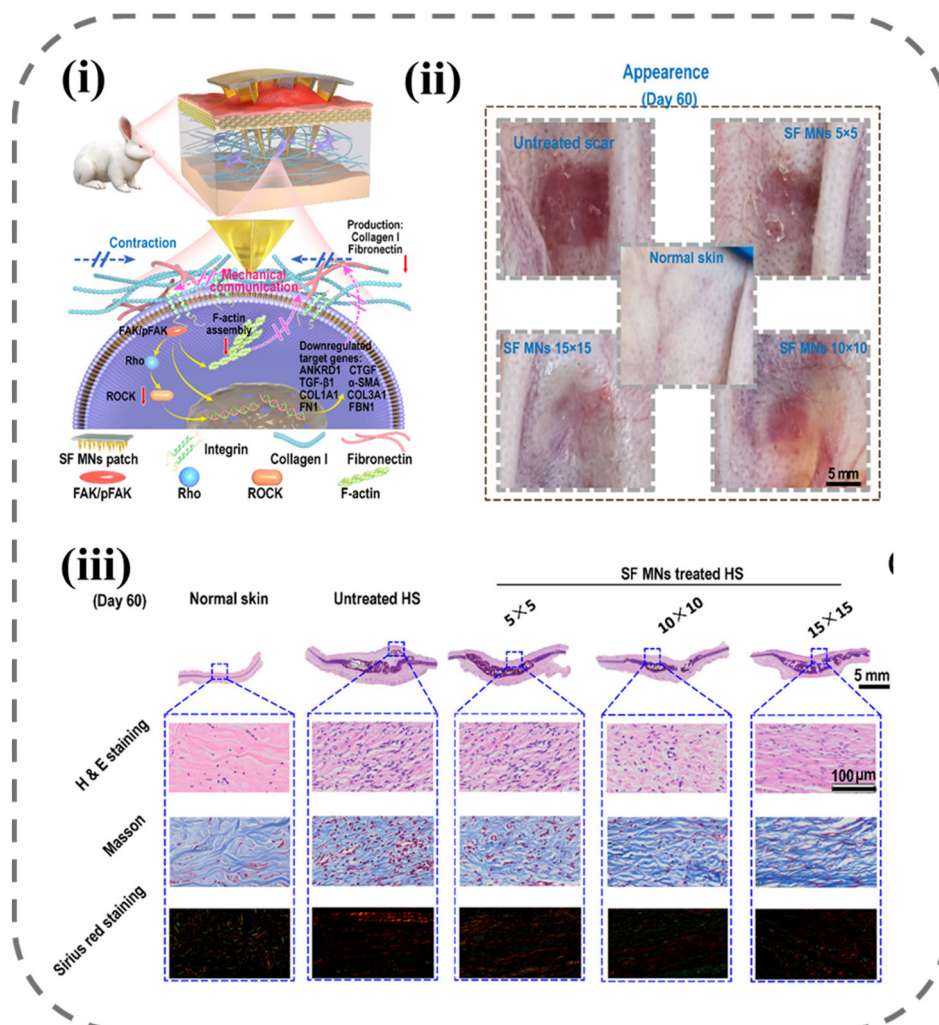 (i)
Contraction
Production:
Collagen I
Fibronectin
Mechanical
communication
FAK/pFAK
F-actin
assembly
Rho
ROCK
Downregulated
target genes:
ANKRD1 CTGF
TGF-β1 α-SMA
COL1A1 COL3A1
FN1 FBN1
SF MNs patch
Integrin
Collagen I
Fibronectin
FAK/pFAK
Rho
ROCK
F-actin
(ii)
Appearence
(Day 60)
Untreated scar
SF MNs 5×5
Normal skin
SF MNs 15×15
SF MNs 10×10
5 mm
(iii)
(Day 60)
Normal skin
Untreated HS
SF MNs treated HS
5×5
10×10
15×15
5 mm
H & E staining
100 μm
Masson
Sirius red staining